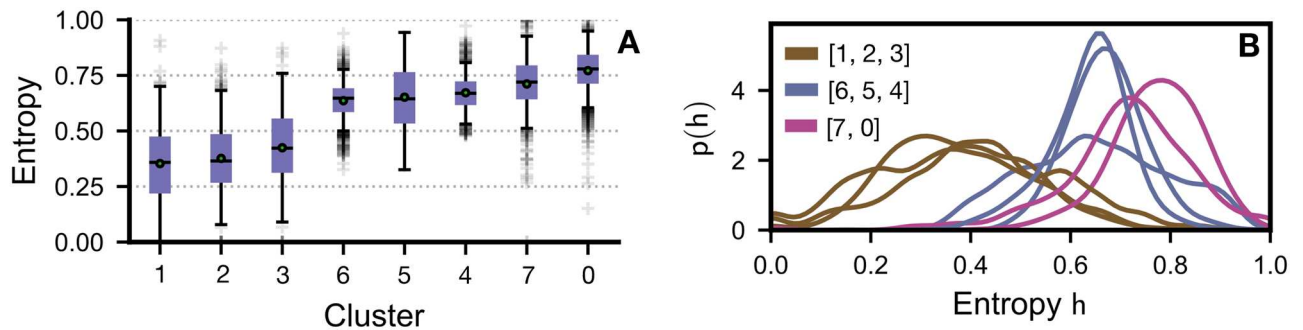 A
Entropy
1.00
0.75
0.50
0.25
0.00
1 2 3 6 5 4 7 0
Cluster
B
[1, 2, 3]
[6, 5, 4]
[7, 0]
p(h)
4
2
0
0.0 0.2 0.4 0.6 0.8 1.0
Entropy h